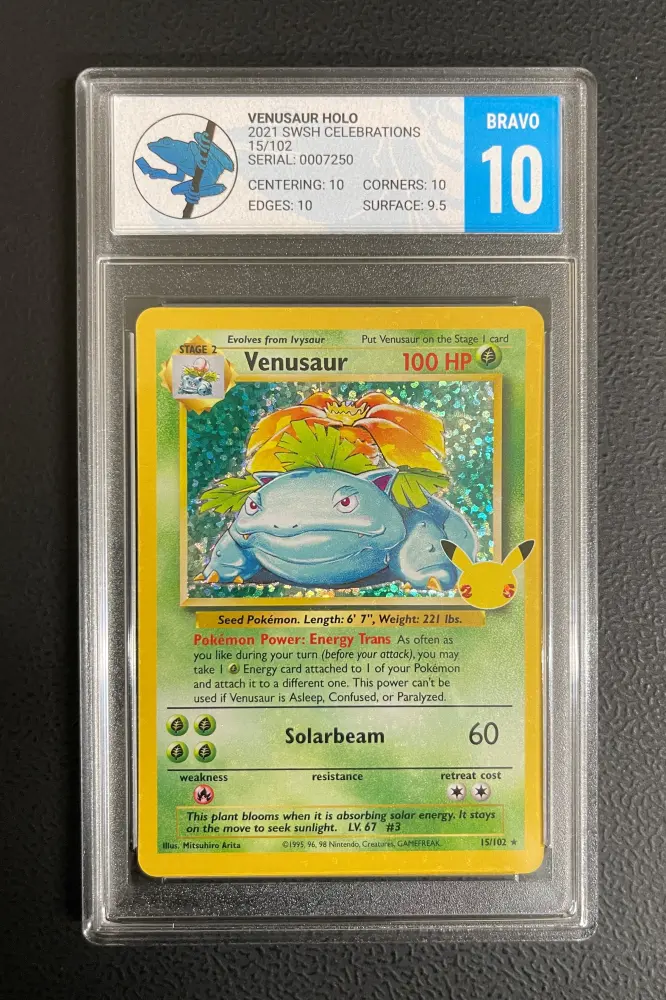 VENUSAUR HOLO
2021 SWSH CELEBRATIONS
15/102
SERIAL: 0007250
CENTERING: 10 CORNERS: 10
EDGES: 10 SURFACE: 9.5
BRAVO
10
Evolves from Ivysaur Put Venusaur on the Stage 1 card
STAGE 2
Venusaur 100 HP
25
Seed Pokémon. Length: 6' 7", Weight: 221 lbs.
Pokémon Power: Energy Trans As often as
you like during your turn (before your attack), you may
take 1 Energy card attached to 1 of your Pokémon
and attach it to a different one. This power can't be
used if Venusaur is Asleep, Confused, or Paralyzed.
Solarbeam 60
weakness resistance retreat cost
This plant blooms when it is absorbing solar energy. It stays
on the move to seek sunlight. LV. 67 #3
Illus. Mitsuhiro Arita ©1995, 96, 98 Nintendo, Creatures, GAMEFREAK. 15/102 ★